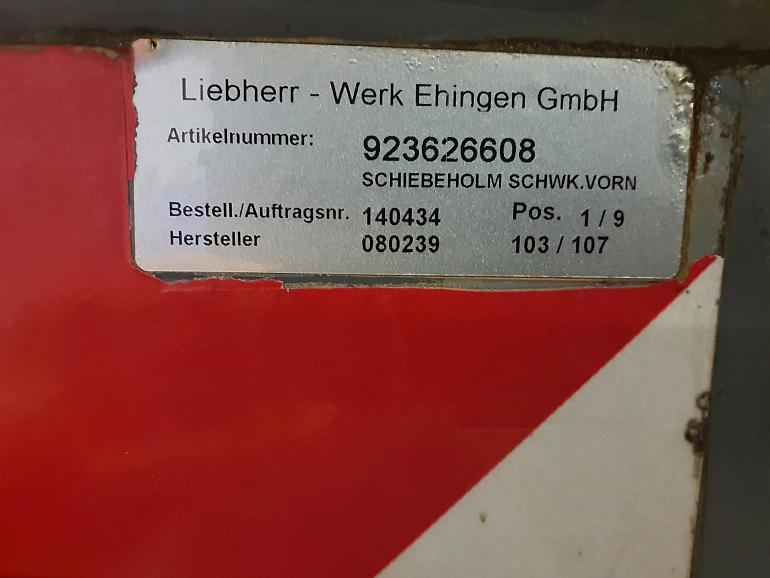 Liebherr - Werk Ehingen GmbH
Artikelnummer: 923626608
SCHIEBEHOLM SCHWK.VORN
Bestell./Auftragsnr. 140434 Pos. 1 / 9
Hersteller 080239 103 / 107